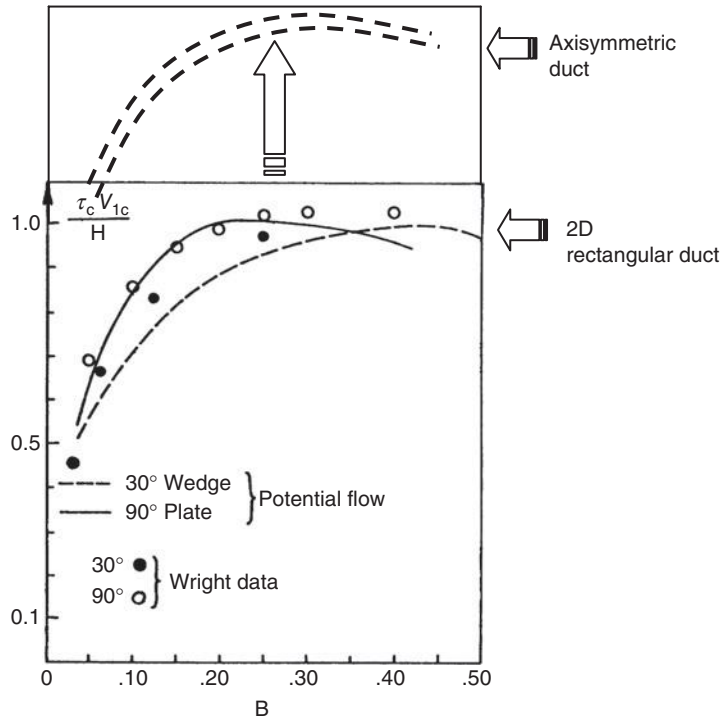 Axisymmetric
duct
τc V1c
H
1.0
2D
rectangular duct
0.5
30° Wedge
90° Plate
Potential flow
30°
90°
Wright data
0.1
0 .10 .20 .30 .40 .50
B